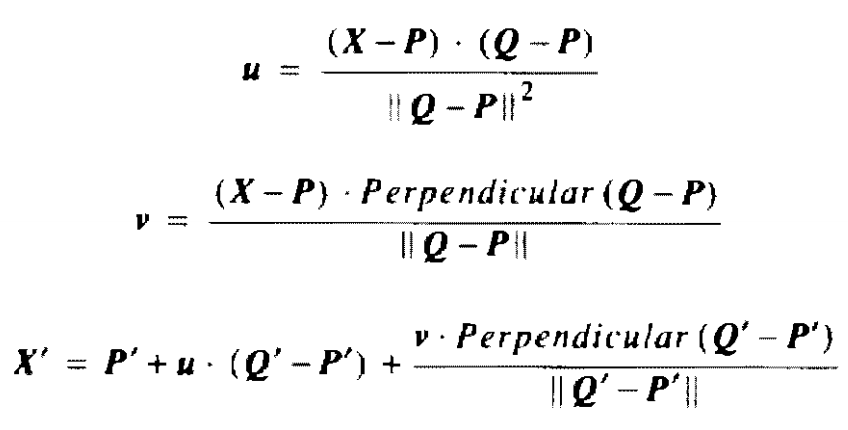 u = (X – P) · (Q – P) / || Q – P ||²
v = (X – P) · Perpendicular (Q – P) / || Q – P ||
X′ = P′ + u · (Q′ – P′) + v · Perpendicular (Q′ – P′) / || Q′ – P′ ||